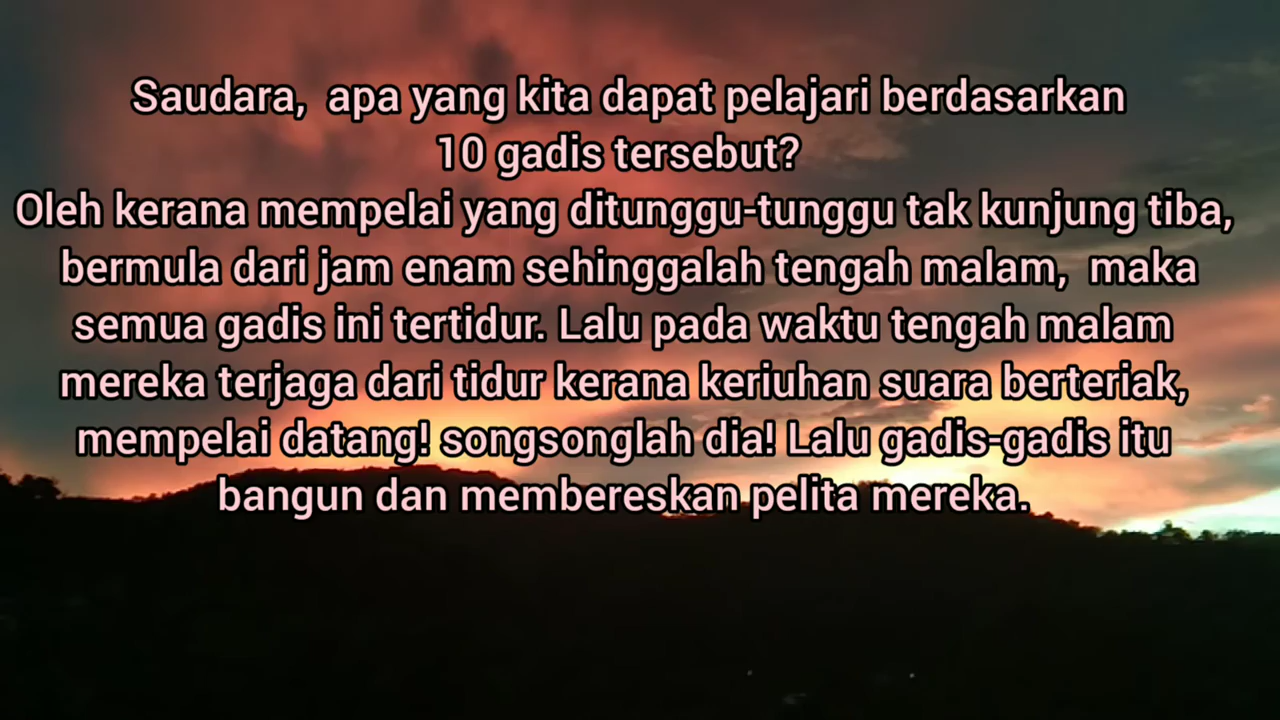 Saudara, apa yang kita dapat pelajari berdasarkan
10 gadis tersebut?
Oleh kerana mempelai yang ditunggu-tunggu tak kunjung tiba,
bermula dari jam enam sehinggalah tengah malam, maka
semua gadis ini tertidur. Lalu pada waktu tengah malam
mereka terjaga dari tidur kerana keriuhan suara berteriak,
mempelai datang! songsonglah dia! Lalu gadis-gadis itu
bangun dan membereskan pelita mereka.